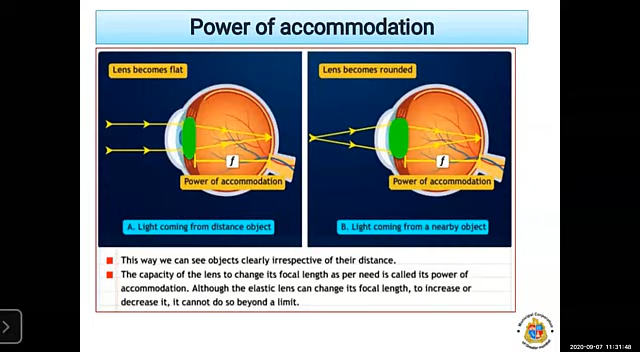 Power of accommodation
Lens becomes flat
Lens becomes rounded
f
f
Power of accommodation
Power of accommodation
A. Light coming from distance object
B. Light coming from a nearby object
This way we can see objects clearly irrespective of their distance.
The capacity of the lens to change its focal length as per need is called its power of
accommodation. Although the elastic lens can change its focal length, to increase or
decrease it, it cannot do so beyond a limit.
Municipal Corporation
2020-09-07 11:31:48